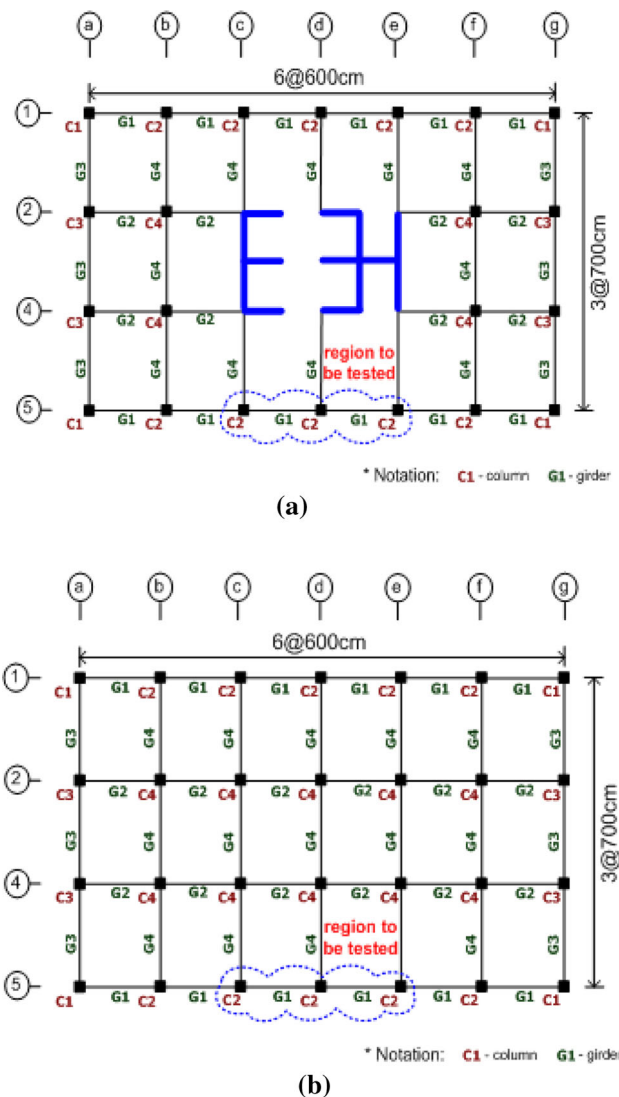 a b c d e f g
6@600cm
1
C1 G1 C2 G1 C2 G1 C2 G1 C2 G1 C2 G1 C1
G3 G4 G4 G4 G4 G4 G3
2
C3 G2 C4 G2 G2 C4 G2 C3
G3 G4 G4 G3
3@700cm
4
C3 G2 C4 G2 G2 C4 G2 C3
region to
be tested
G3 G4 G4 G4 G4 G3
5
C1 G1 C2 G1 C2 G1 C2 G1 C2 G1 C2 G1 C1
* Notation: C1 - column G1 - girder
(a)
a b c d e f g
6@600cm
1
C1 G1 C2 G1 C2 G1 C2 G1 C2 G1 C2 G1 C1
G3 G4 G4 G4 G4 G4 G3
2
C3 G2 C4 G2 C4 G2 C4 G2 C4 G2 C4 G2 C3
G3 G4 G4 G4 G4 G4 G3
3@700cm
4
C3 G2 C4 G2 C4 G2 C4 G2 C4 G2 C4 G2 C3
region to
be tested
G3 G4 G4 G4 G4 G3
5
C1 G1 C2 G1 C2 G1 C2 G1 C2 G1 C2 G1 C1
* Notation: C1 - column G1 - girder
(b)